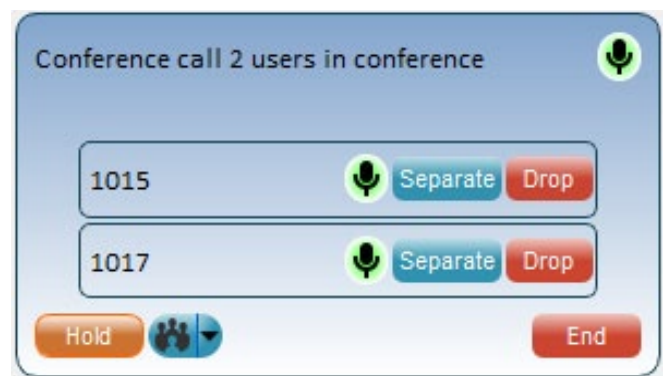 Conference call 2 users in conference
1015 Separate Drop
1017 Separate Drop
Hold End